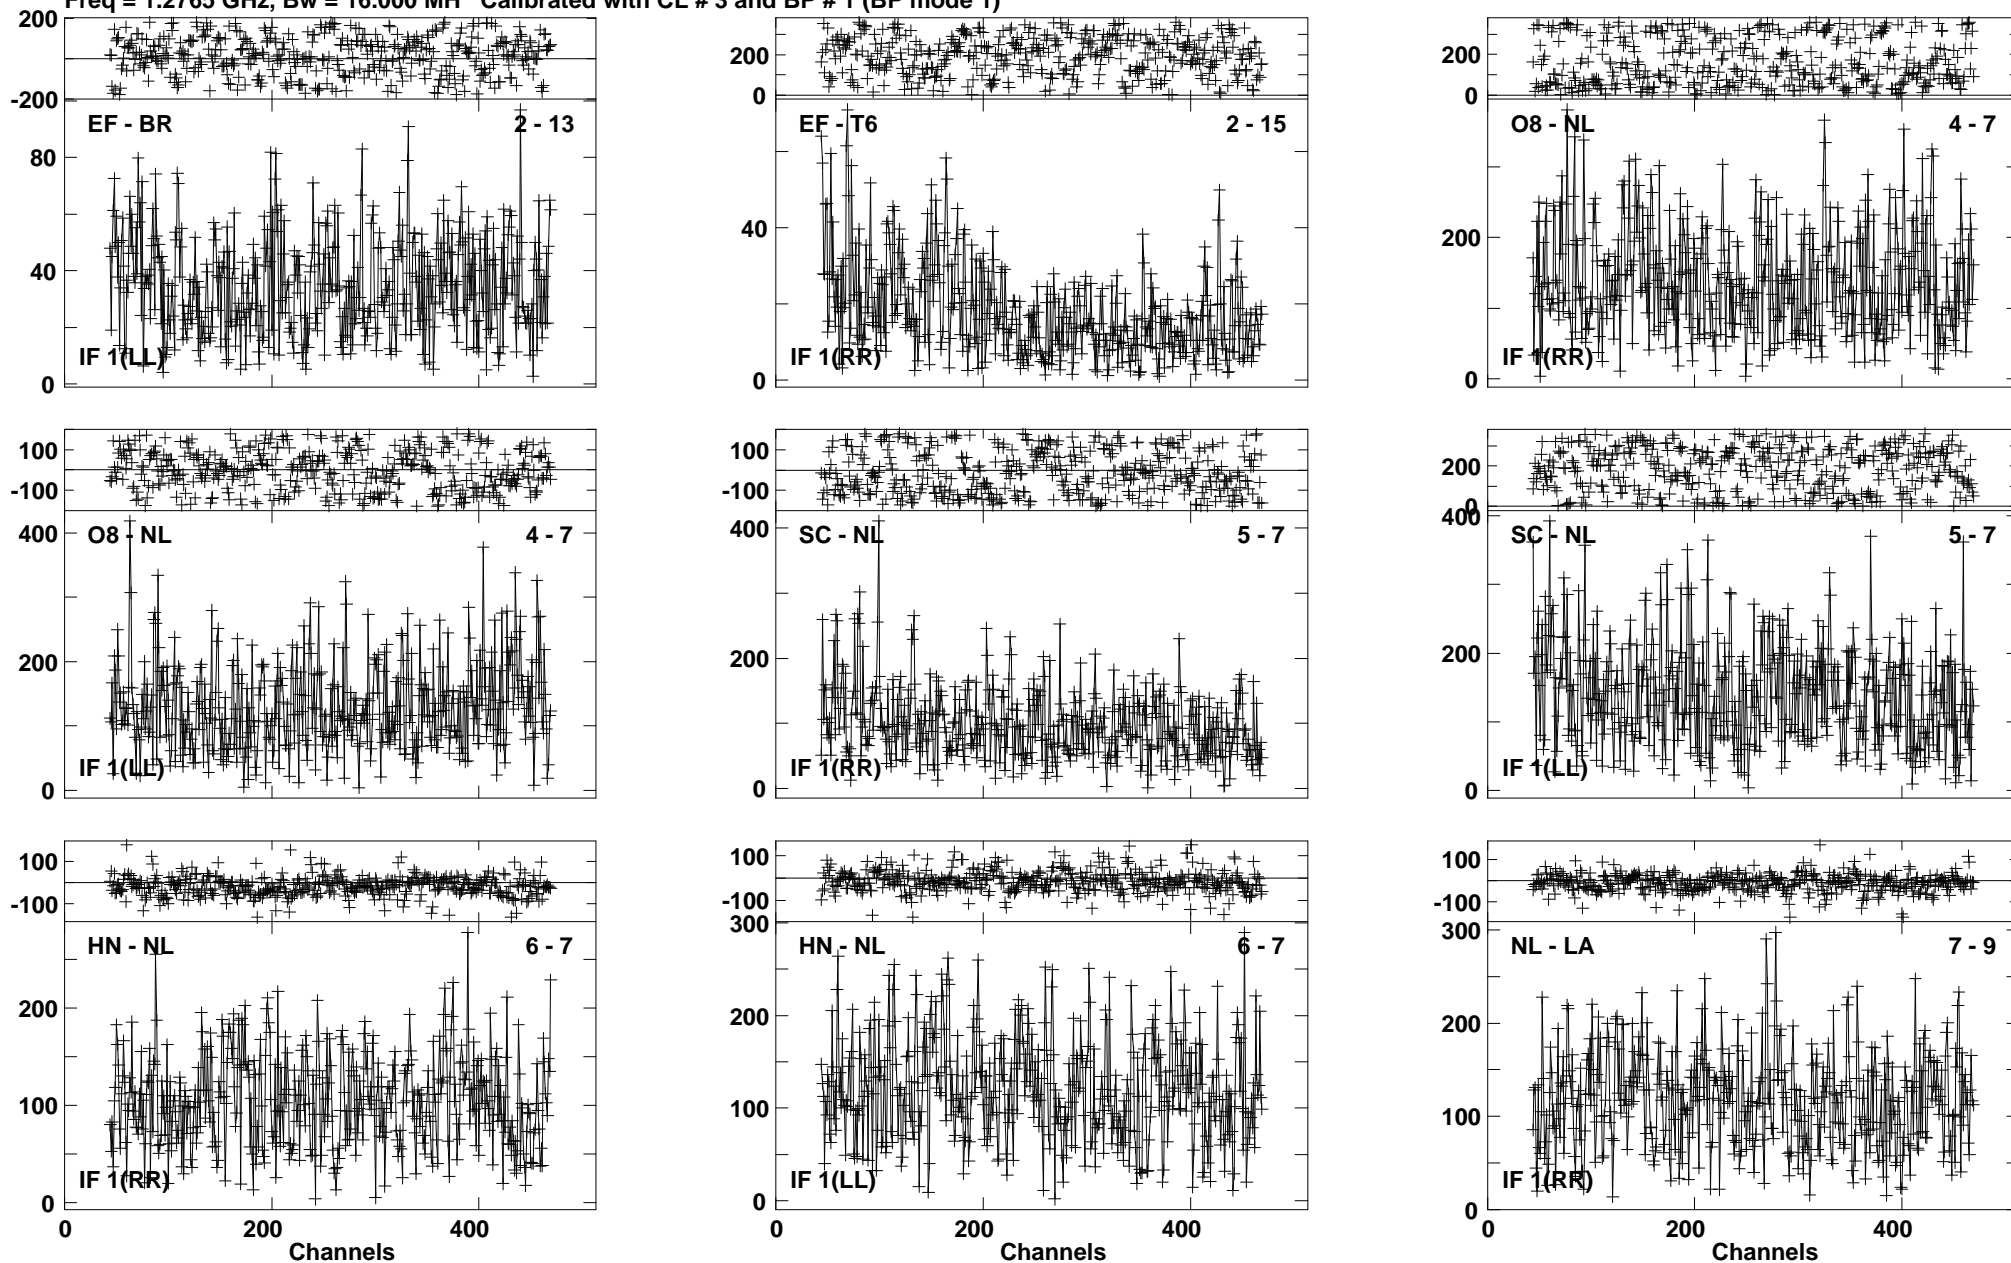 Freq = 1.2765 GHz, Bw = 16.000 MH Calibrated with CL # 3 and BP # 1 (BP mode 1)
200
-200
EF - BR 2 - 13
80
40
0
IF 1(LL)
200
0
EF - T6 2 - 15
40
0
IF 1(RR)
200
0
O8 - NL 4 - 7
200
0
IF 1(RR)
100
-100
400
O8 - NL 4 - 7
200
0
IF 1(LL)
100
-100
400
SC - NL 5 - 7
200
0
IF 1(RR)
200
0
400
SC - NL 5 - 7
200
0
IF 1(LL)
100
-100
HN - NL 6 - 7
200
100
0
IF 1(RR)
0 200 400
Channels
100
-100
300
HN - NL 6 - 7
200
100
0
IF 1(LL)
0 200 400
Channels
100
-100
300
NL - LA 7 - 9
200
100
0
IF 1(RR)
0 200 400
Channels